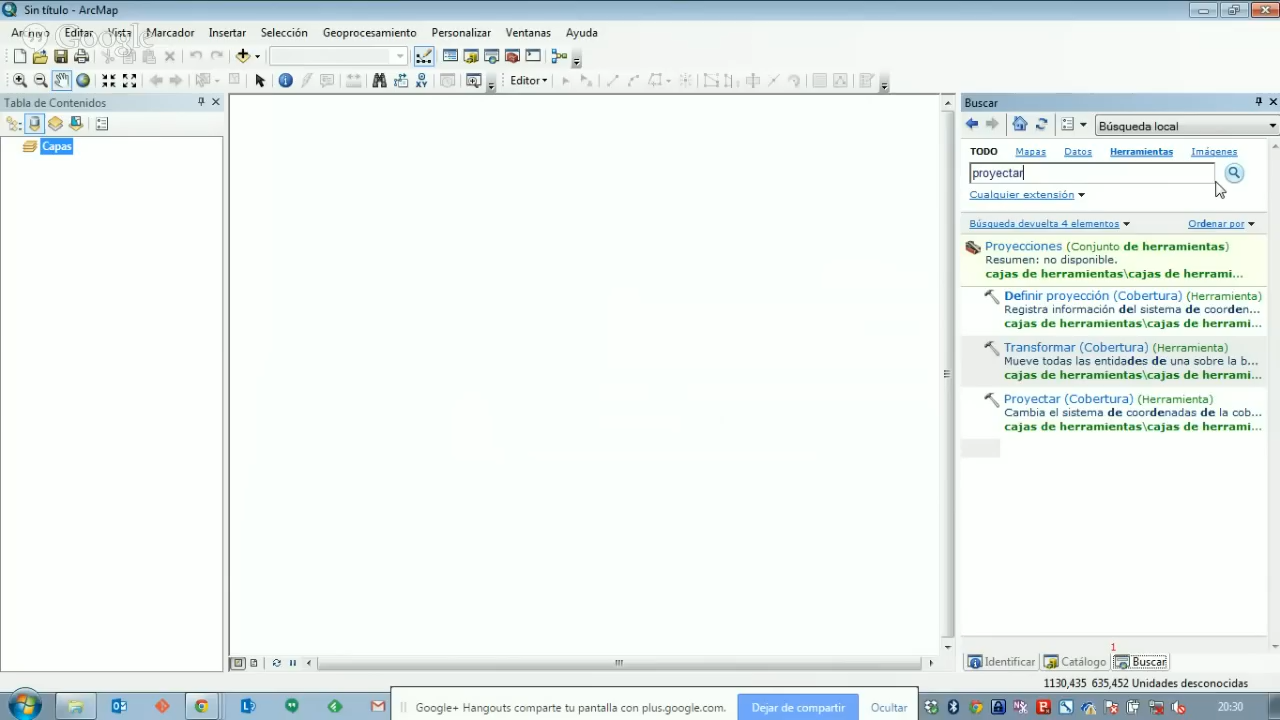 Sin título - ArcMap
Archivo Editar Vista Marcador Insertar Selección Geoprocesamiento Personalizar Ventanas Ayuda
Google
Editor
Tabla de Contenidos
Capas
Buscar
Búsqueda local
TODO Mapas Datos Herramientas Imágenes
proyectar
Cualquier extensión
Búsqueda devuelta 4 elementos Ordenar por
Proyecciones (Conjunto de herramientas)
Resumen: no disponible.
cajas de herramientas\cajas de herrami...
Definir proyección (Cobertura) (Herramienta)
Registra información del sistema de coorden...
cajas de herramientas\cajas de herrami...
Transformar (Cobertura) (Herramienta)
Mueve todas las entidades de una sobre la b...
cajas de herramientas\cajas de herrami...
Proyectar (Cobertura) (Herramienta)
Cambia el sistema de coordenadas de la cob...
cajas de herramientas\cajas de herrami...
1
Identificar Catálogo Buscar
1130,435 635,452 Unidades desconocidas
Google+ Hangouts comparte tu pantalla con plus.google.com. Dejar de compartir Ocultar
20:30